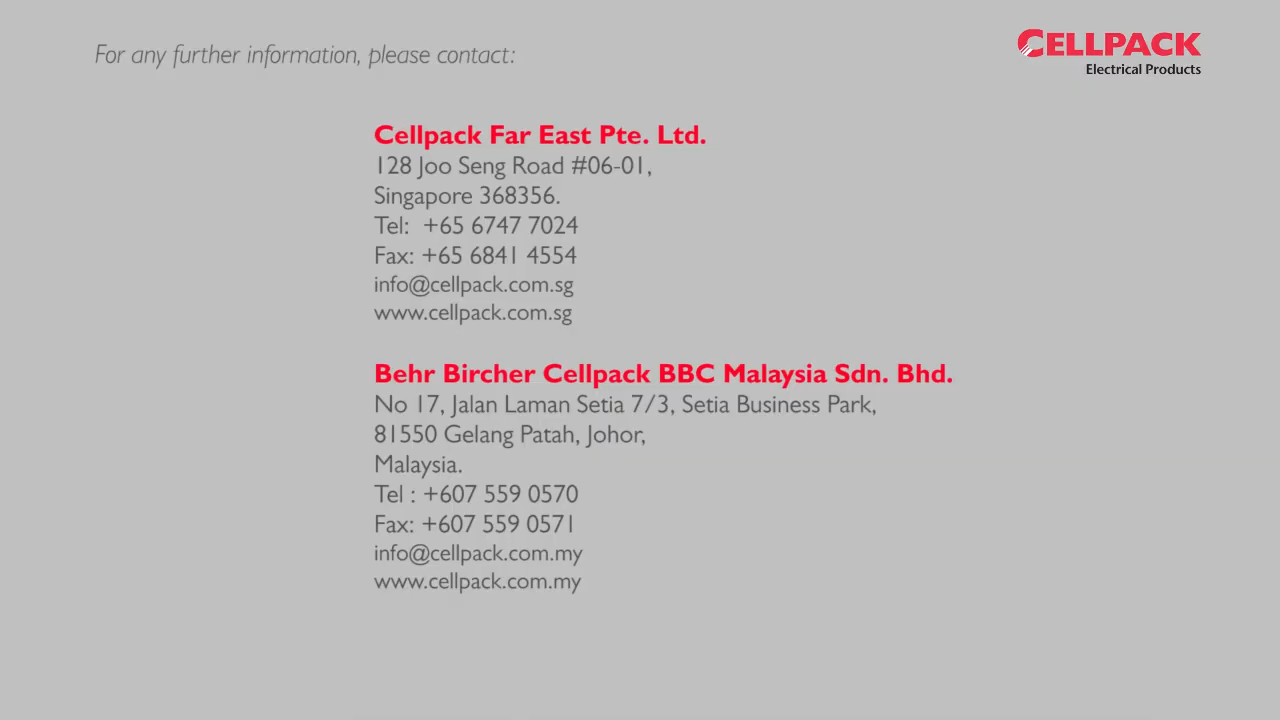 For any further information, please contact:
CELLPACK
Electrical Products
Cellpack Far East Pte. Ltd.
128 Joo Seng Road #06-01,
Singapore 368356.
Tel: +65 6747 7024
Fax: +65 6841 4554
info@cellpack.com.sg
www.cellpack.com.sg
Behr Bircher Cellpack BBC Malaysia Sdn. Bhd.
No 17, Jalan Laman Setia 7/3, Setia Business Park,
81550 Gelang Patah, Johor,
Malaysia.
Tel : +607 559 0570
Fax: +607 559 0571
info@cellpack.com.my
www.cellpack.com.my